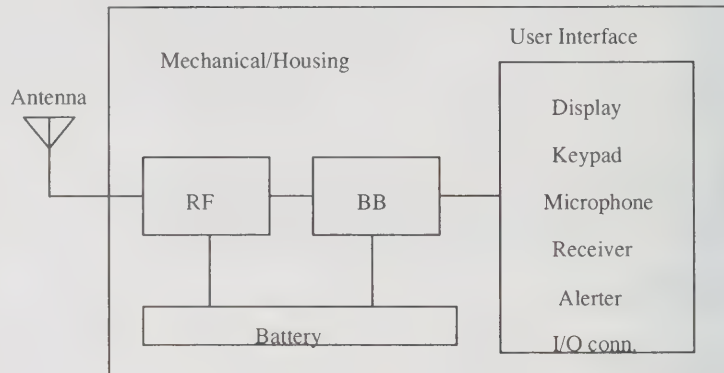 User Interface
Mechanical/Housing
Antenna
Display
Keypad
RF
BB
Microphone
Receiver
Alerter
Battery
I/O conn.